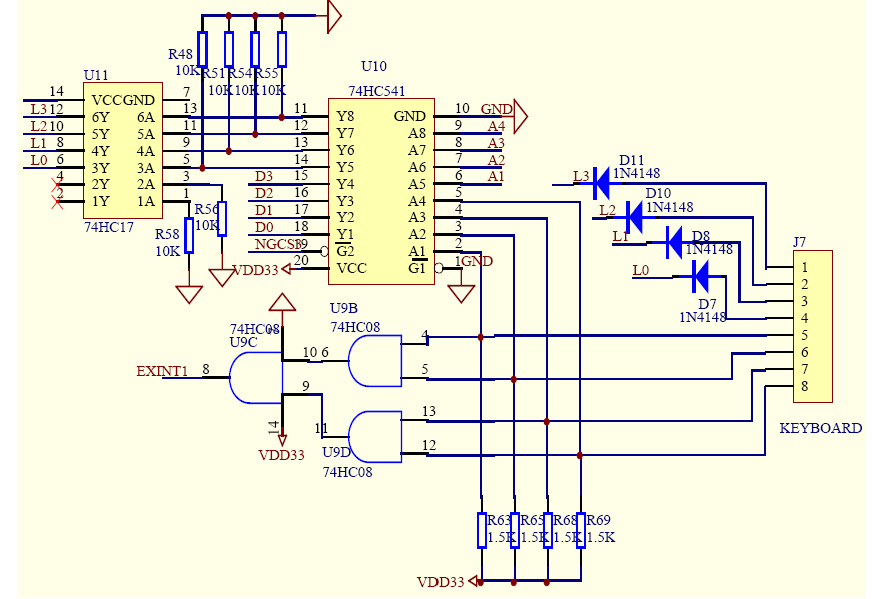 R48
10K
R51
10K
R54
10K
R55
10K
U11
74HC17
14
L3 12
L2 10
L1 8
L0 6
4
2
VCC GND
6Y 6A
5Y 5A
4Y 4A
3Y 3A
2Y 2A
1Y 1A
7
13
11
9
5
3
1
R56
10K
R58
10K
U10
74HC541
11 Y8 GND 10 GND
12 Y7 A8 9 A4
13 Y6 A7 8 A3
14 Y5 A6 7 A2
D3 15 Y4 A5 6 A1
D2 16 Y3 A4 5
D1 17 Y2 A3 4
D0 18 Y1 A2 3
NGCS3 19 G2 A1 2
VDD33 20 VCC G1 1 GND
L3
D11
1N4148
L2
D10
1N4148
L1
D8
1N4148
L0
D7
1N4148
J7
1
2
3
4
5
6
7
8
KEYBOARD
U9B
74HC08
4
5
6
74HC08
U9C
10
9
8
EXINT1
14
VDD33
13
12
11
U9D
74HC08
R63
1.5K
R65
1.5K
R68
1.5K
R69
1.5K
VDD33